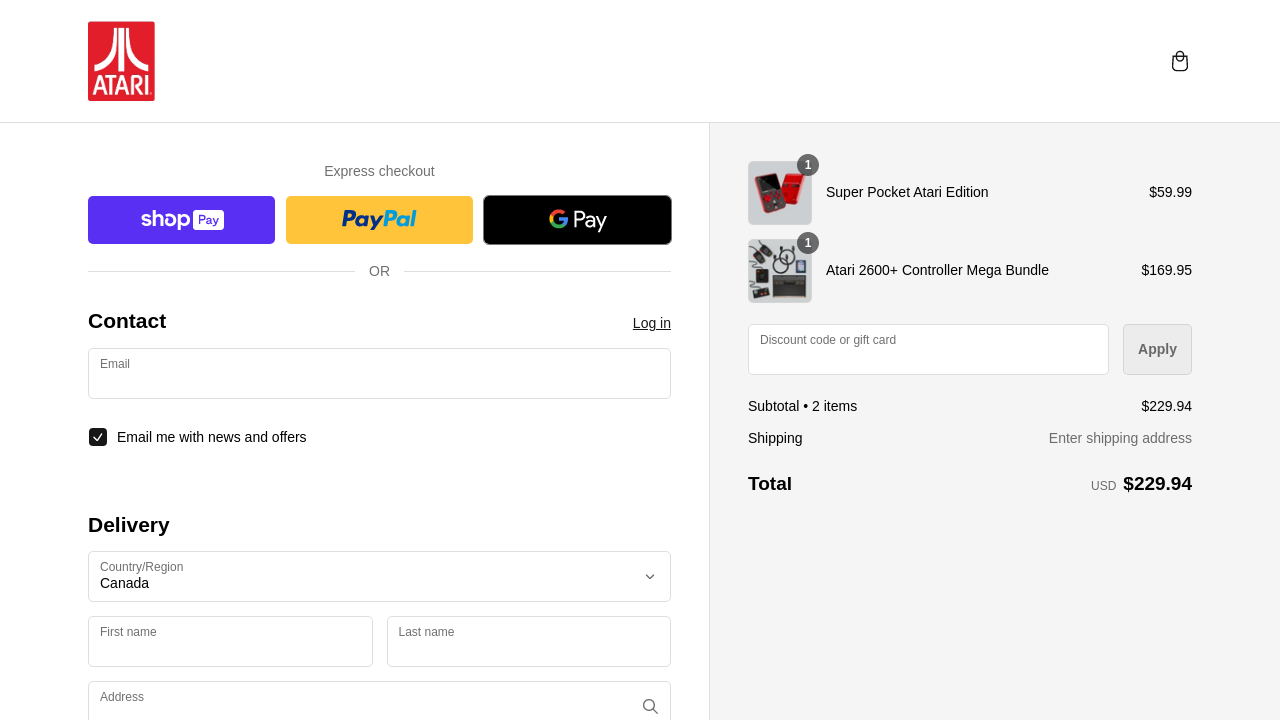 ATARI
Express checkout
shop Pay
PayPal
G Pay
OR
Contact
Log in
Email
Email me with news and offers
Delivery
Country/Region
Canada
First name
Last name
Address
1
Super Pocket Atari Edition
$59.99
1
Atari 2600+ Controller Mega Bundle
$169.95
Discount code or gift card
Apply
Subtotal • 2 items
$229.94
Shipping
Enter shipping address
Total
USD $229.94